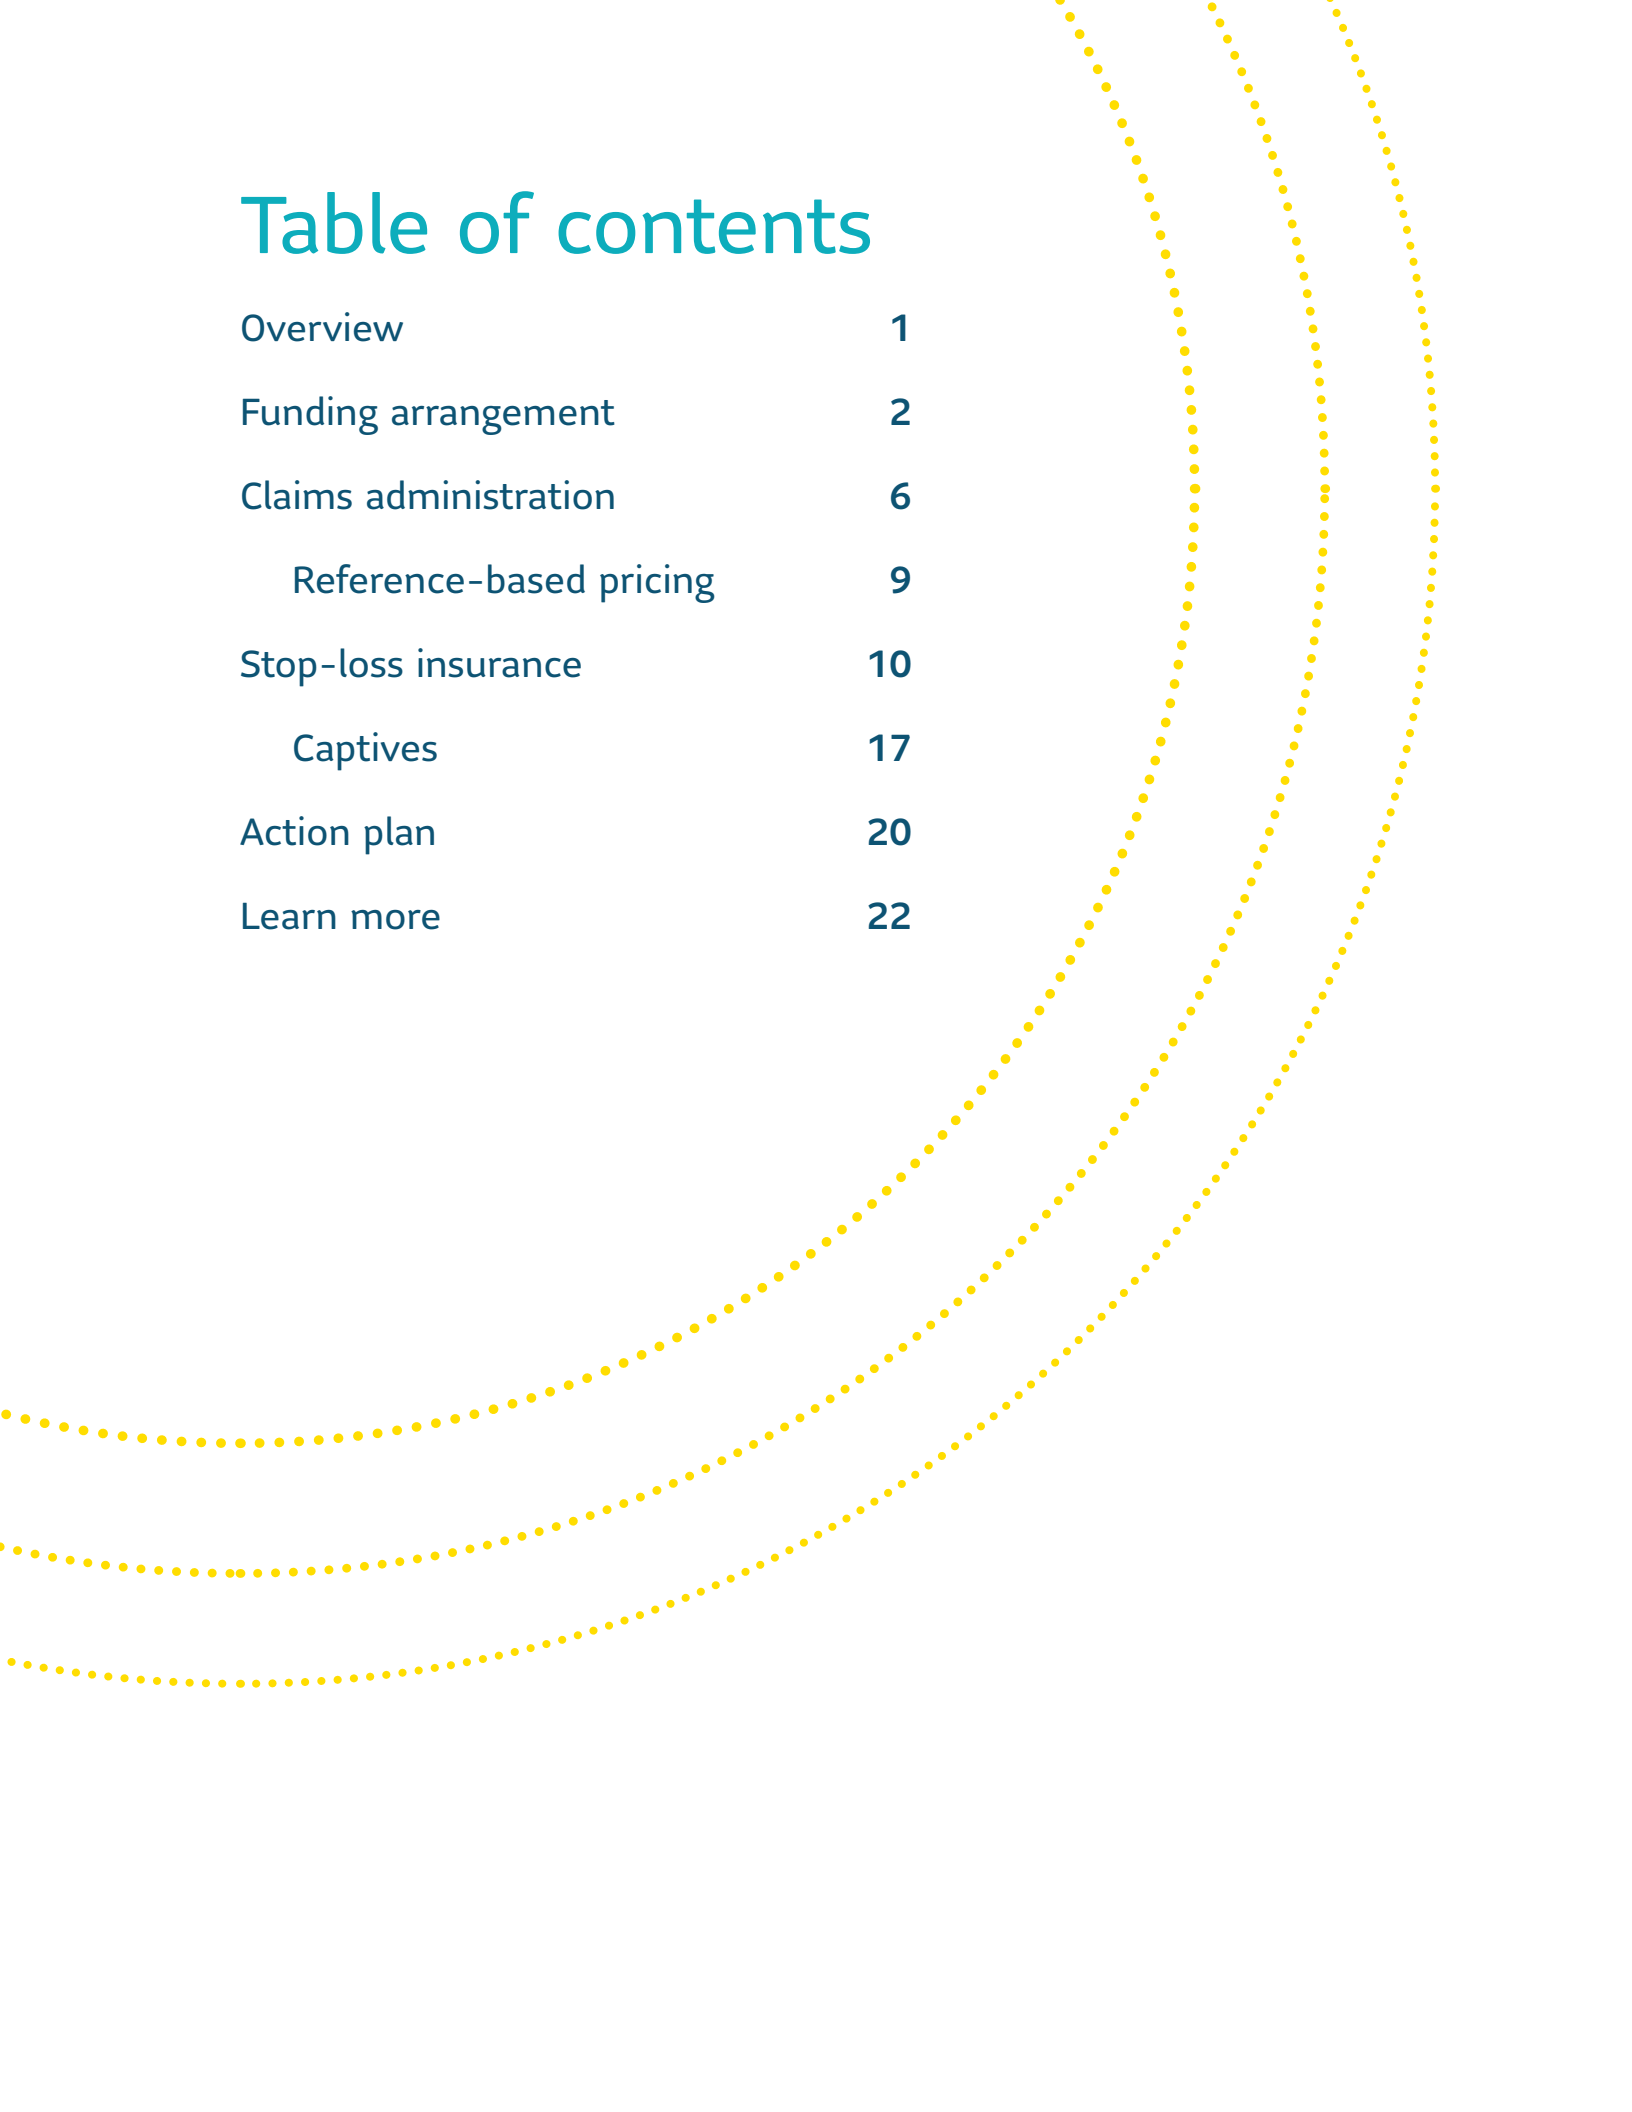 Table of contents
Overview 1
Funding arrangement 2
Claims administration 6
Reference-based pricing 9
Stop-loss insurance 10
Captives 17
Action plan 20
Learn more 22